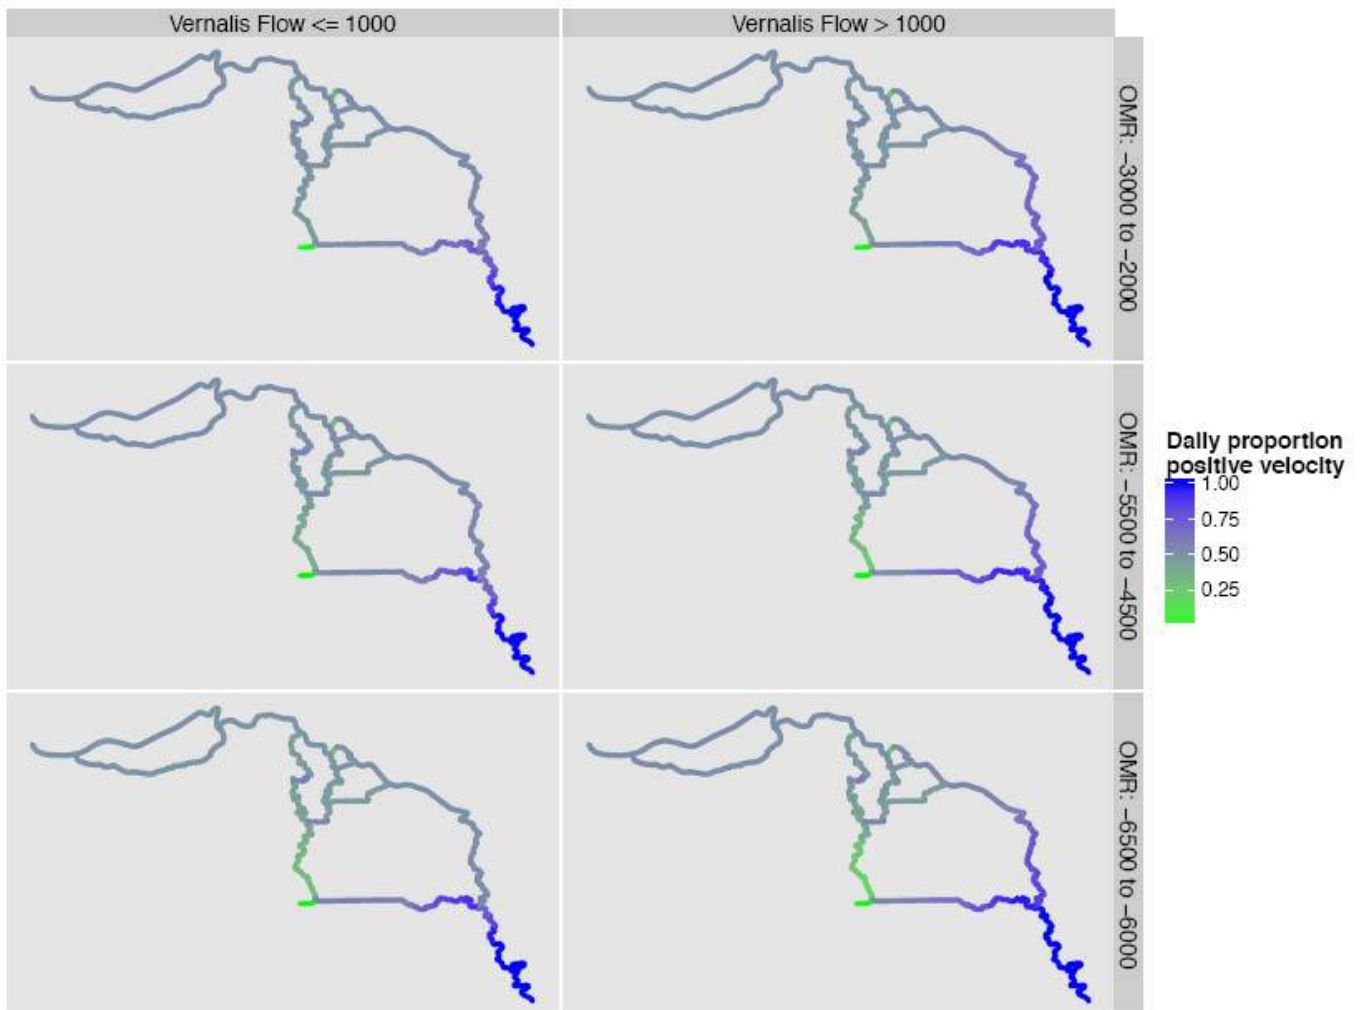 Vernalis Flow <= 1000
Vernalis Flow > 1000
OMR: −3000 to −2000
OMR: −5500 to −4500
OMR: −6500 to −6000
Daily proportion
positive velocity
1.00
0.75
0.50
0.25